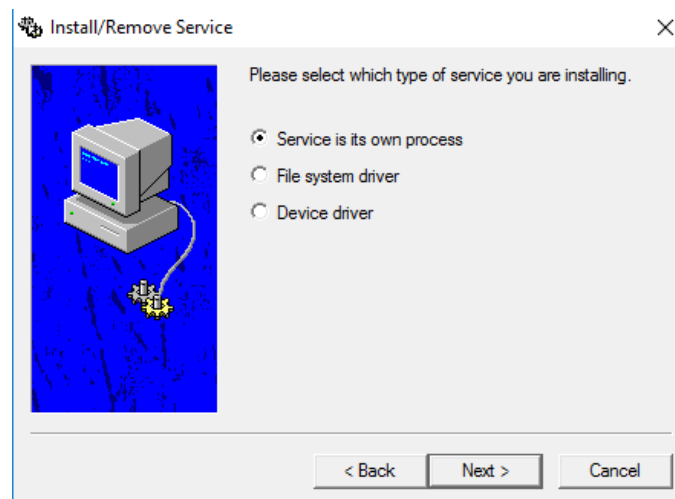 Install/Remove Service
Please select which type of service you are installing.
Service is its own process
File system driver
Device driver
< Back
Next >
Cancel